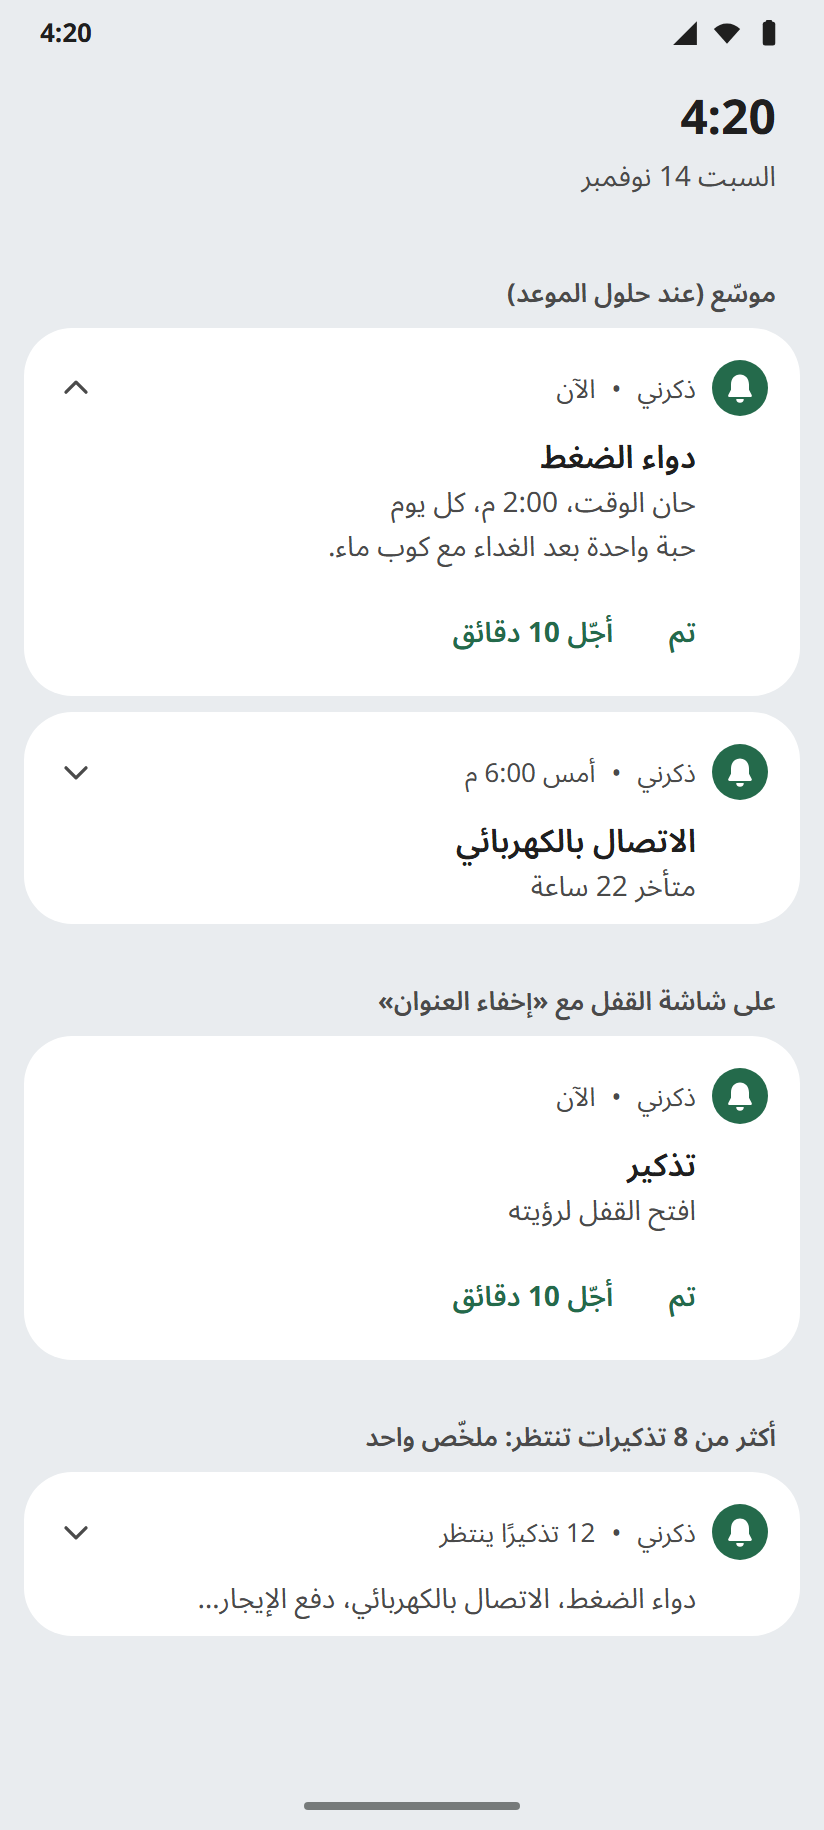 4:20
4:20
السبت 14 نوفمبر
موسّع (عند حلول الموعد)
ذكرني • الآن
دواء الضغط
حان الوقت، 2:00 م، كل يوم
حبة واحدة بعد الغداء مع كوب ماء.
تم أجّل 10 دقائق
ذكرني • أمس 6:00 م
الاتصال بالكهربائي
متأخر 22 ساعة
على شاشة القفل مع «إخفاء العنوان»
ذكرني • الآن
تذكير
افتح القفل لرؤيته
تم أجّل 10 دقائق
أكثر من 8 تذكيرات تنتظر: ملخّص واحد
ذكرني • 12 تذكيرًا ينتظر
دواء الضغط، الاتصال بالكهربائي، دفع الإيجار...